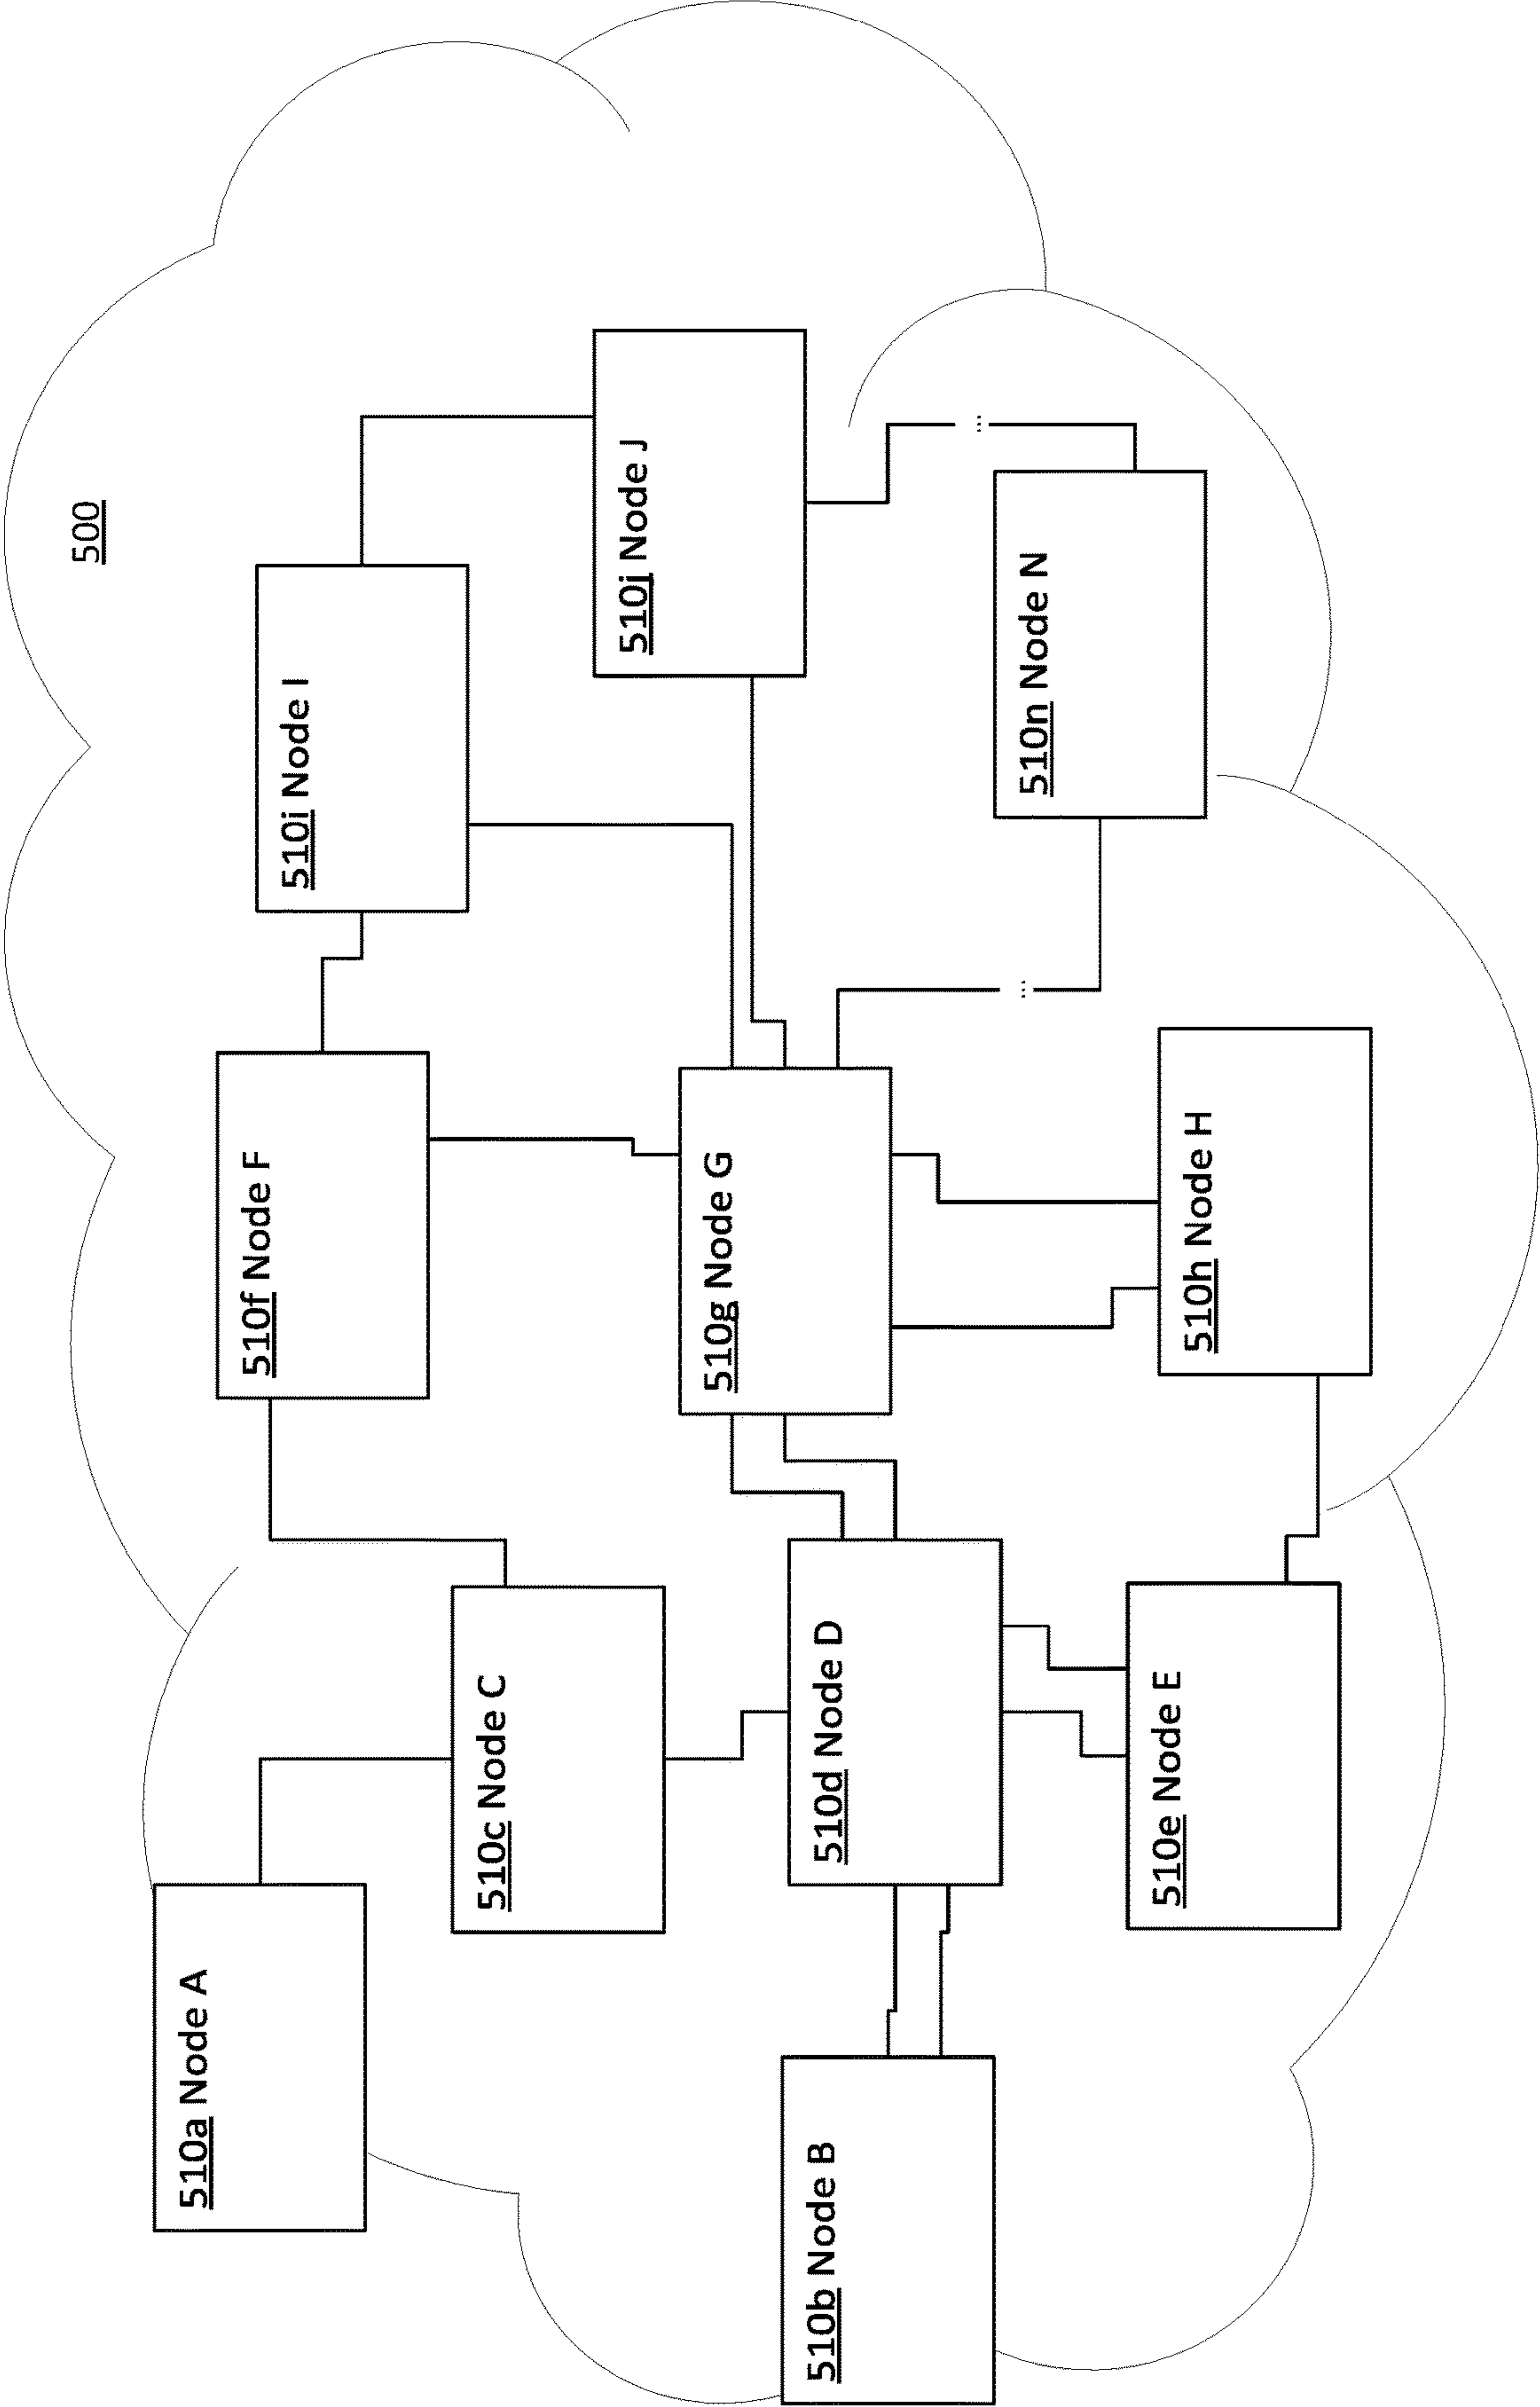 500
510a Node A
510f Node F
510i Node I
510c Node C
510j Node J
510g Node G
510b Node B
510d Node D
...
...
510n Node N
510e Node E
510h Node H